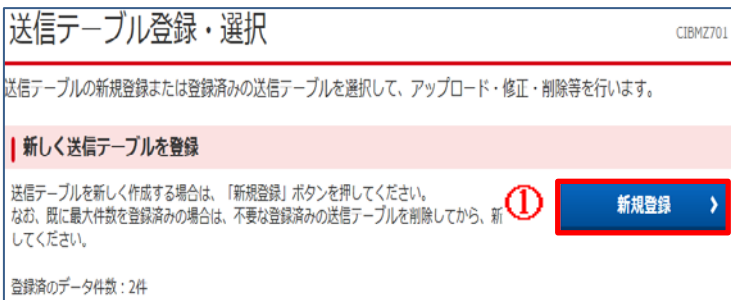 送信テーブル登録・選択
CIBMZ701
送信テーブルの新規登録または登録済みの送信テーブルを選択して、アップロード・修正・削除等を行います。
新しく送信テーブルを登録
送信テーブルを新しく作成する場合は、「新規登録」ボタンを押してください。
なお、既に最大件数を登録済みの場合は、不要な登録済みの送信テーブルを削除してから、新
してください。
①
新規登録
登録済のデータ件数：2件